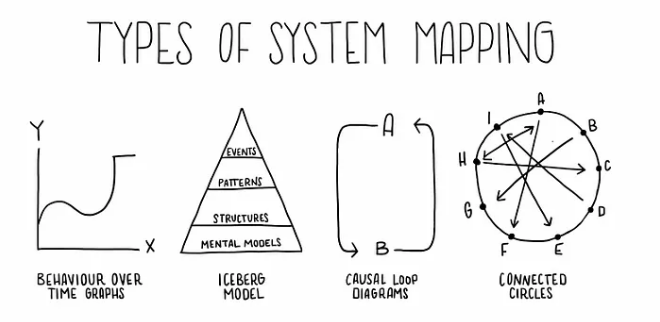 TYPES OF SYSTEM MAPPING
Y
X
BEHAVIOUR OVER
TIME GRAPHS
EVENTS
PATTERNS
STRUCTURES
MENTAL MODELS
ICEBERG
MODEL
A
B
CAUSAL LOOP
DIAGRAMS
A
B
C
D
E
F
G
H
I
CONNECTED
CIRCLES